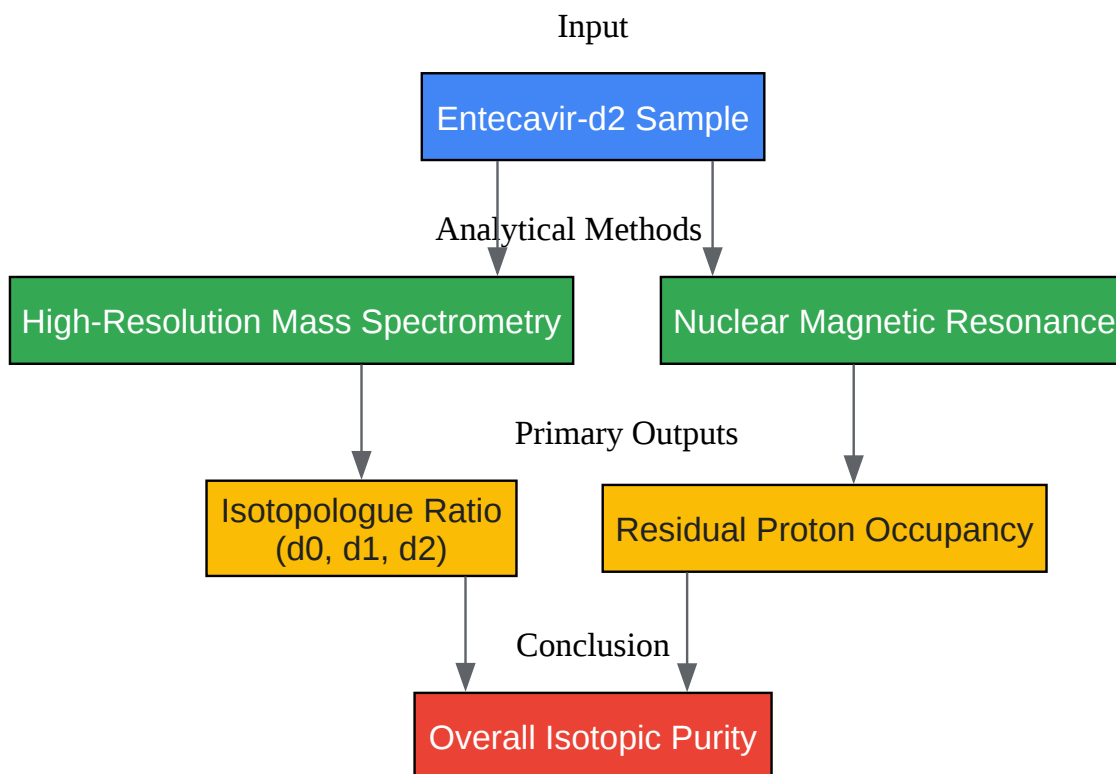 Input
Entecavir-d2 Sample
Analytical Methods
High-Resolution Mass Spectrometry
Nuclear Magnetic Resonance
Primary Outputs
Isotopologue Ratio
(d0, d1, d2)
Residual Proton Occupancy
Conclusion
Overall Isotopic Purity